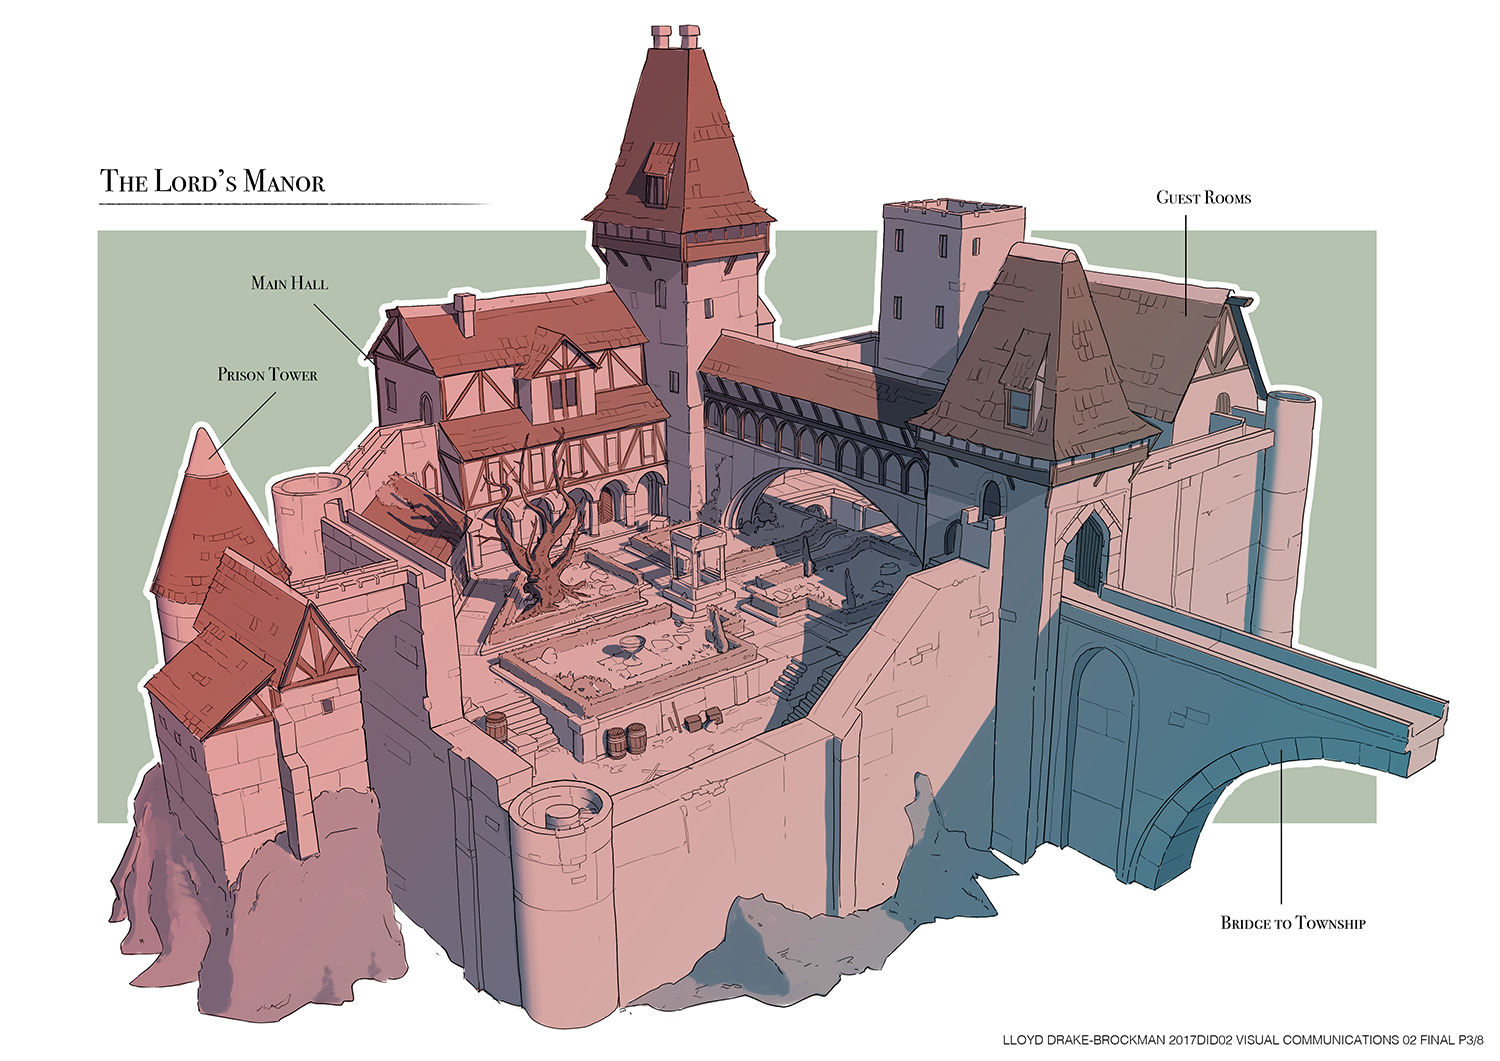 The Lord's Manor
Guest Rooms
Main Hall
Prison Tower
Bridge to Township
LLOYD DRAKE-BROCKMAN 2017DID02 VISUAL COMMUNICATIONS 02 FINAL P3/8